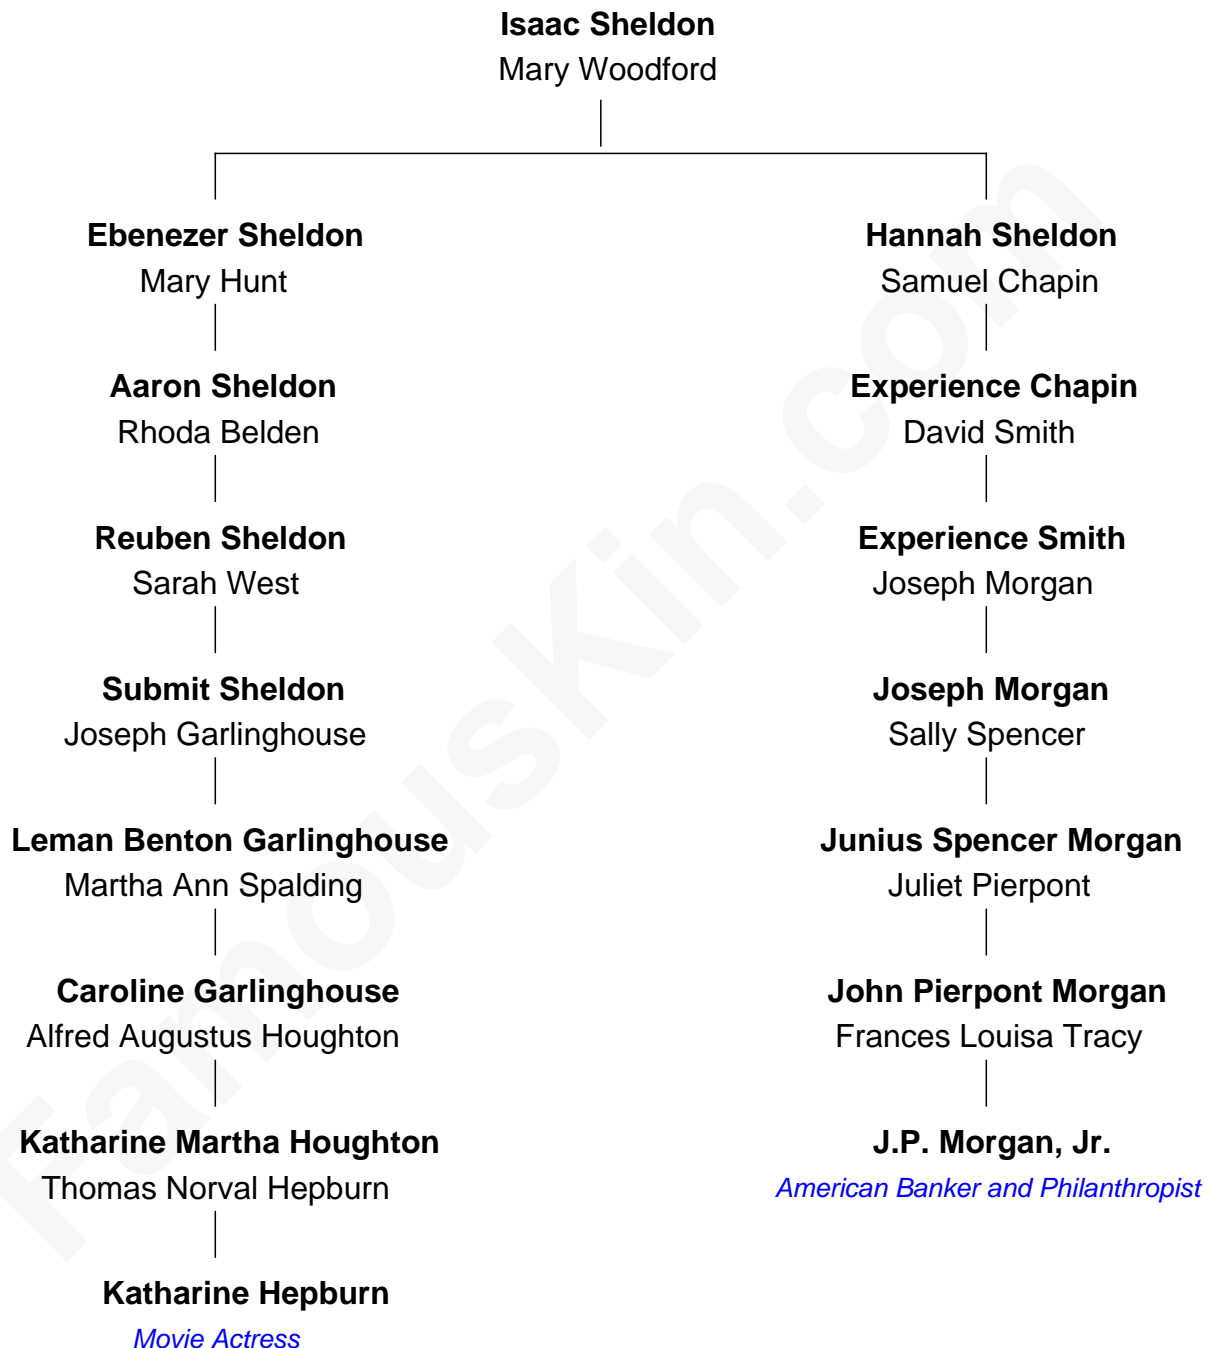 Isaac Sheldon
Mary Woodford
Ebenezer Sheldon
Mary Hunt
Hannah Sheldon
Samuel Chapin
Aaron Sheldon
Rhoda Belden
Experience Chapin
David Smith
Reuben Sheldon
Sarah West
Experience Smith
Joseph Morgan
Submit Sheldon
Joseph Garlinghouse
Joseph Morgan
Sally Spencer
Leman Benton Garlinghouse
Martha Ann Spalding
Junius Spencer Morgan
Juliet Pierpont
Caroline Garlinghouse
Alfred Augustus Houghton
John Pierpont Morgan
Frances Louisa Tracy
Katharine Martha Houghton
Thomas Norval Hepburn
J.P. Morgan, Jr.
American Banker and Philanthropist
Katharine Hepburn
Movie Actress
FamousKin.com